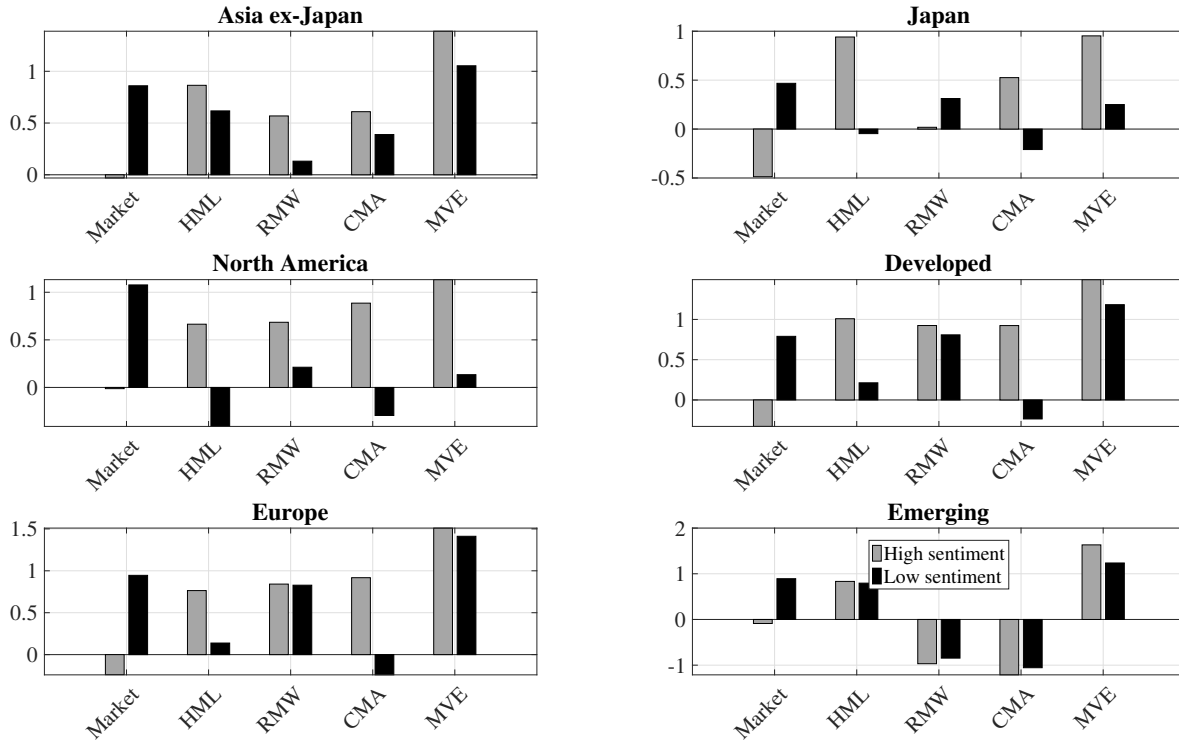 Asia ex-Japan
1
0.5
0
Market
HML
RMW
CMA
MVE
Japan
1
0.5
0
-0.5
Market
HML
RMW
CMA
MVE
North America
1
0.5
0
Market
HML
RMW
CMA
MVE
Developed
1
0.5
0
Market
HML
RMW
CMA
MVE
Europe
1.5
1
0.5
0
Market
HML
RMW
CMA
MVE
Emerging
2
1
0
-1
High sentiment
Low sentiment
Market
HML
RMW
CMA
MVE